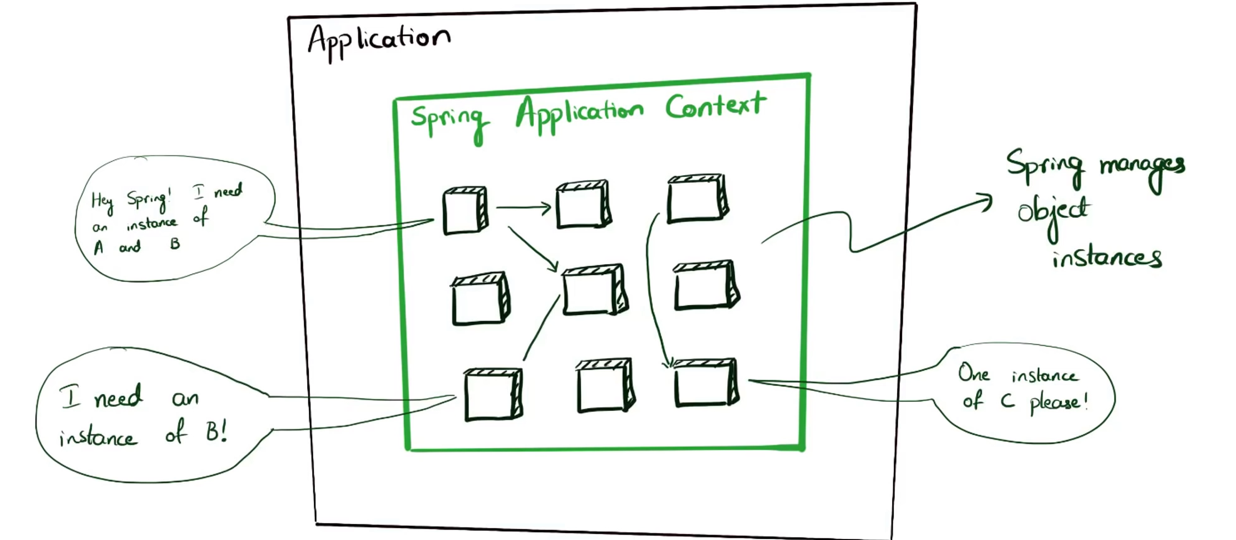 Application
Spring Application Context
Hey Spring! I need
an instance of
A and B
Spring manages
object
instances
I need an
instance of B!
One instance
of C please!